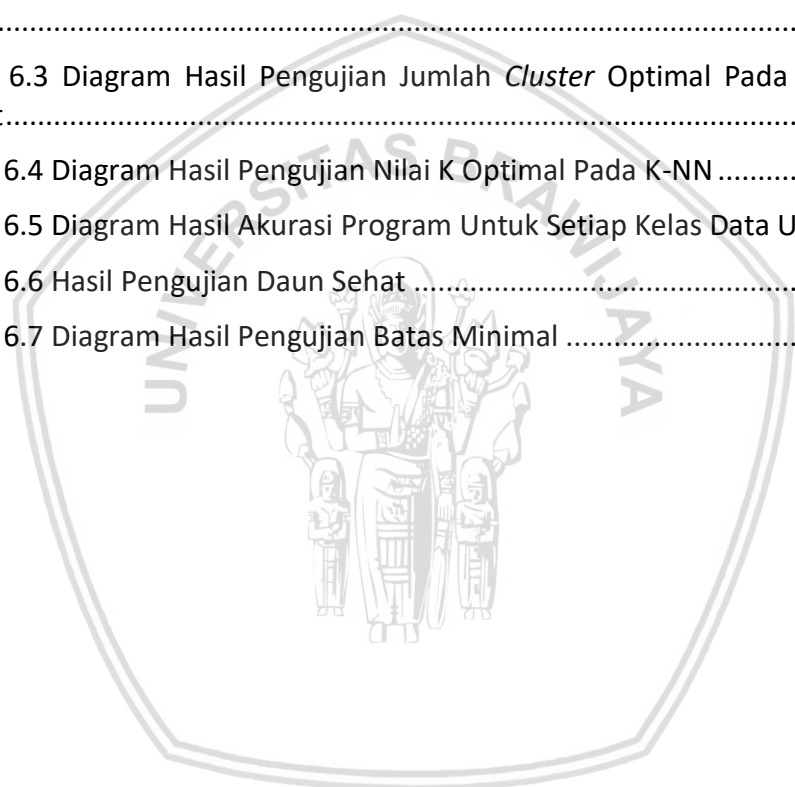 ................................................................................................................
6.3 Diagram Hasil Pengujian Jumlah Cluster Optimal Pada
................................................................................................................
6.4 Diagram Hasil Pengujian Nilai K Optimal Pada K-NN ..........
6.5 Diagram Hasil Akurasi Program Untuk Setiap Kelas Data U
6.6 Hasil Pengujian Daun Sehat .................................................
6.7 Diagram Hasil Pengujian Batas Minimal .............................
UNIVERSITAS BRAWIJAYA